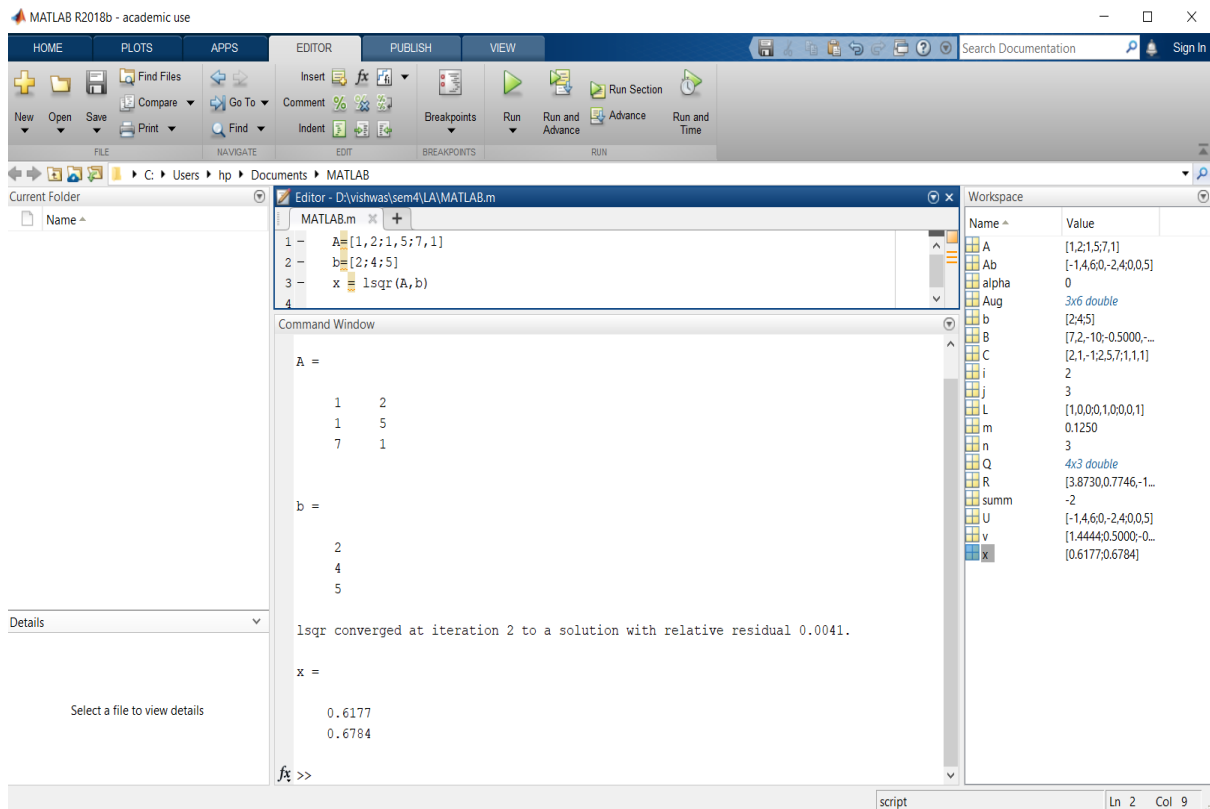 MATLAB R2018b - academic use
HOME PLOTS APPS EDITOR PUBLISH VIEW Search Documentation Sign In
New Open Save Find Files Compare Print Go To Find Insert Comment Indent Breakpoints Run Run and Advance Run Section Advance Run and Time
FILE NAVIGATE EDIT BREAKPOINTS RUN
C: Users hp Documents MATLAB
Current Folder
Name
Details
Select a file to view details
Editor - D:\vishwas\sem4\LA\MATLAB.m
MATLAB.m
1 - A=[1,2;1,5;7,1]
2 - b=[2;4;5]
3 - x = lsqr(A,b)
4
Command Window
A =
1 2
1 5
7 1
b =
2
4
5
lsqr converged at iteration 2 to a solution with relative residual 0.0041.
x =
0.6177
0.6784
fx >>
Workspace
Name Value
A [1,2;1,5;7,1]
Ab [-1,4,6;0,-2,4;0,0,5]
alpha 0
Aug 3x6 double
b [2;4;5]
B [7,2,-10;-0.5000,-...
C [2,1,-1;2,5,7;1,1,1]
i 2
j 3
L [1,0,0;0,1,0;0,0,1]
m 0.1250
n 3
Q 4x3 double
R [3.8730,0.7746,-1...
summ -2
U [-1,4,6;0,-2,4;0,0,5]
v [1.4444;0.5000;-0...
x [0.6177;0.6784]
script Ln 2 Col 9